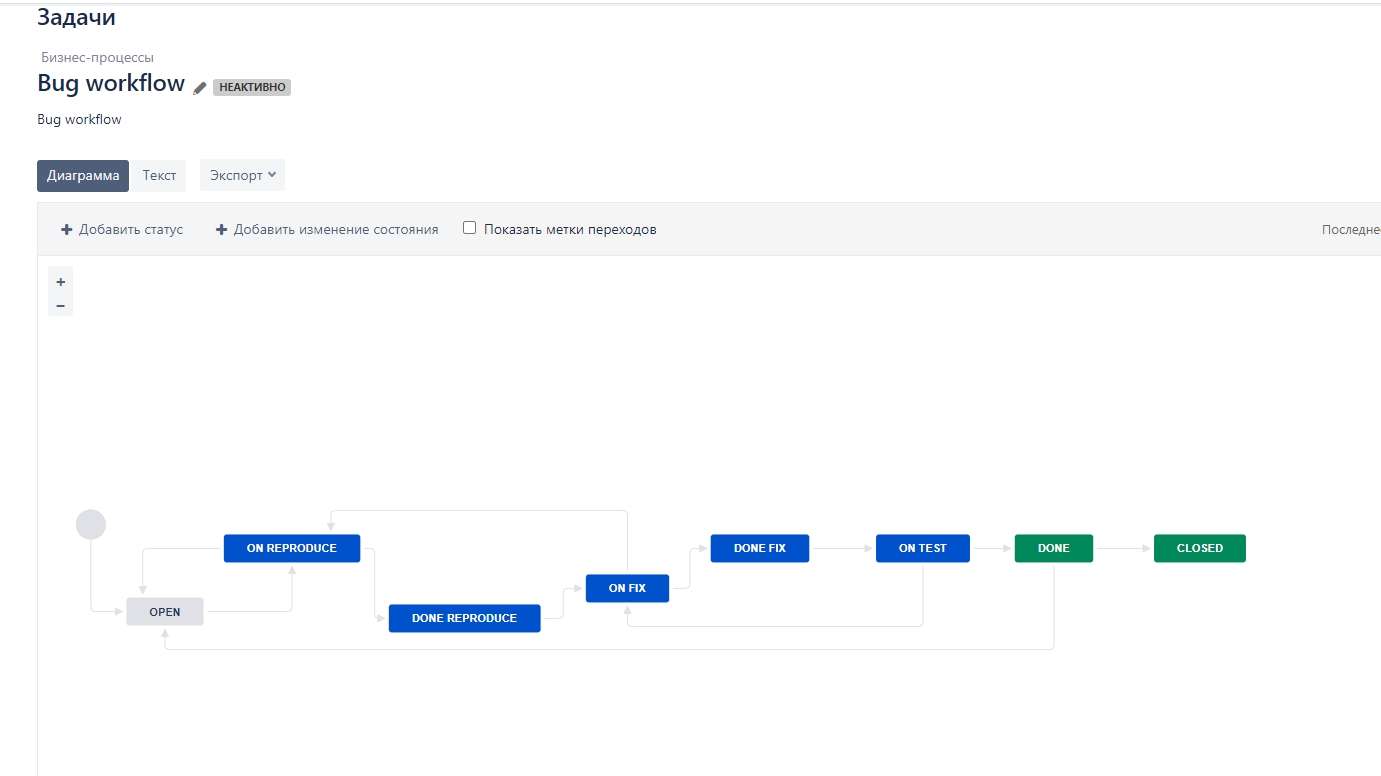 Задачи
Бизнес-процессы
Bug workflow НЕАКТИВНО
Bug workflow
Диаграмма Текст Экспорт
+ Добавить статус + Добавить изменение состояния Показать метки переходов Последне
+
−
ON REPRODUCE DONE FIX ON TEST DONE CLOSED
ON FIX
OPEN DONE REPRODUCE